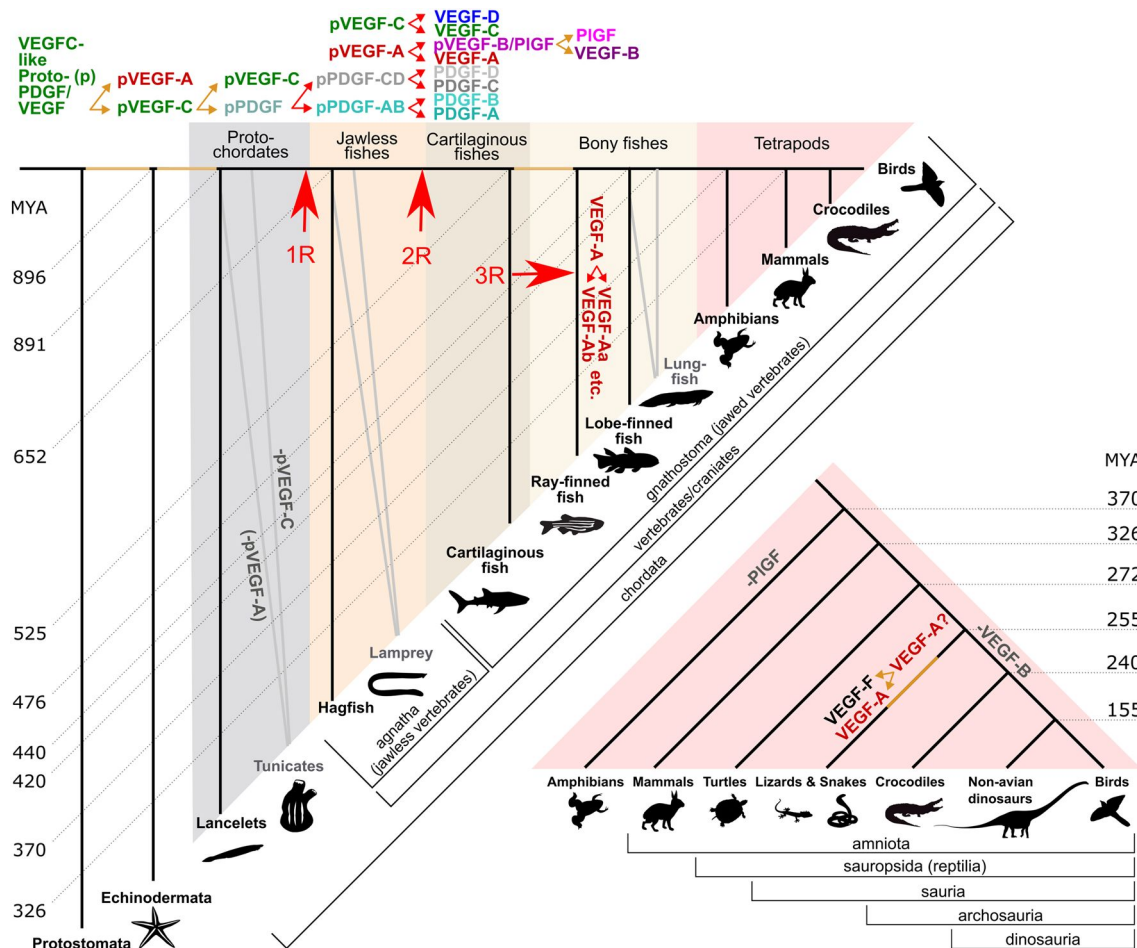 VEGFC-
like
Proto- (p)
PDGF/
VEGF
pVEGF-A
pVEGF-C
pVEGF-C
pPDGF
pVEGF-C
pVEGF-A
pPDGF-CD
pPDGF-AB
VEGF-D
VEGF-C
pVEGF-B/PlGF
VEGF-A
PDGF-D
PDGF-C
PDGF-B
PDGF-A
PlGF
VEGF-B
Proto-
chordates
Jawless
fishes
Cartilaginous
fishes
Bony fishes
Tetrapods
MYA
896
891
652
525
476
440
420
370
326
1R
2R
3R
VEGF-A
VEGF-Aa
VEGF-Ab etc.
-pVEGF-C
(-pVEGF-A)
Birds
Crocodiles
Mammals
Amphibians
Lung-
fish
Lobe-finned
fish
Ray-finned
fish
Cartilaginous
fish
Lamprey
Hagfish
Tunicates
Lancelets
Echinodermata
Protostomata
gnathostoma (jawed vertebrates)
vertebrates/craniates
chordata
agnatha
(jawless vertebrates)
MYA
370
326
272
255
240
155
-PlGF
-VEGF-B
VEGF-A?
VEGF-F
VEGF-A
Amphibians
Mammals
Turtles
Lizards & Snakes
Crocodiles
Non-avian
dinosaurs
Birds
amniota
sauropsida (reptilia)
sauria
archosauria
dinosauria